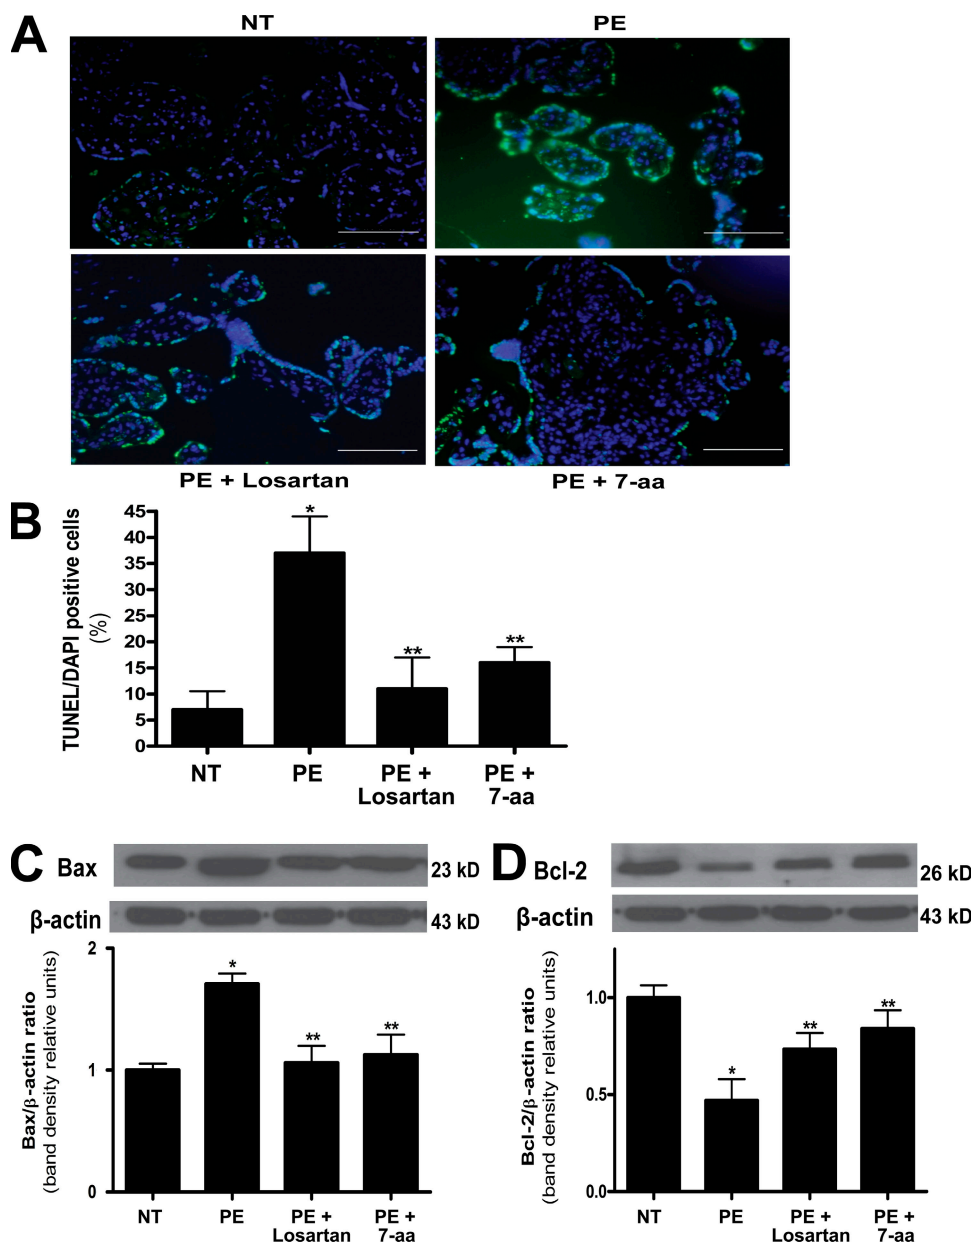 A
NT
PE
PE + Losartan
PE + 7-aa
B
TUNEL/DAPI positive cells
(%)
45
40
35
30
25
20
15
10
5
0
*
**
**
NT
PE
PE +
Losartan
PE +
7-aa
C
Bax
23 kD
β-actin
43 kD
Bax/β-actin ratio
(band density relative units)
2
1
0
*
**
**
NT
PE
PE +
Losartan
PE +
7-aa
D
Bcl-2
26 kD
β-actin
43 kD
Bcl-2/β-actin ratio
(band density relative units)
1.0
0.5
0.0
*
**
**
NT
PE
PE +
Losartan
PE +
7-aa